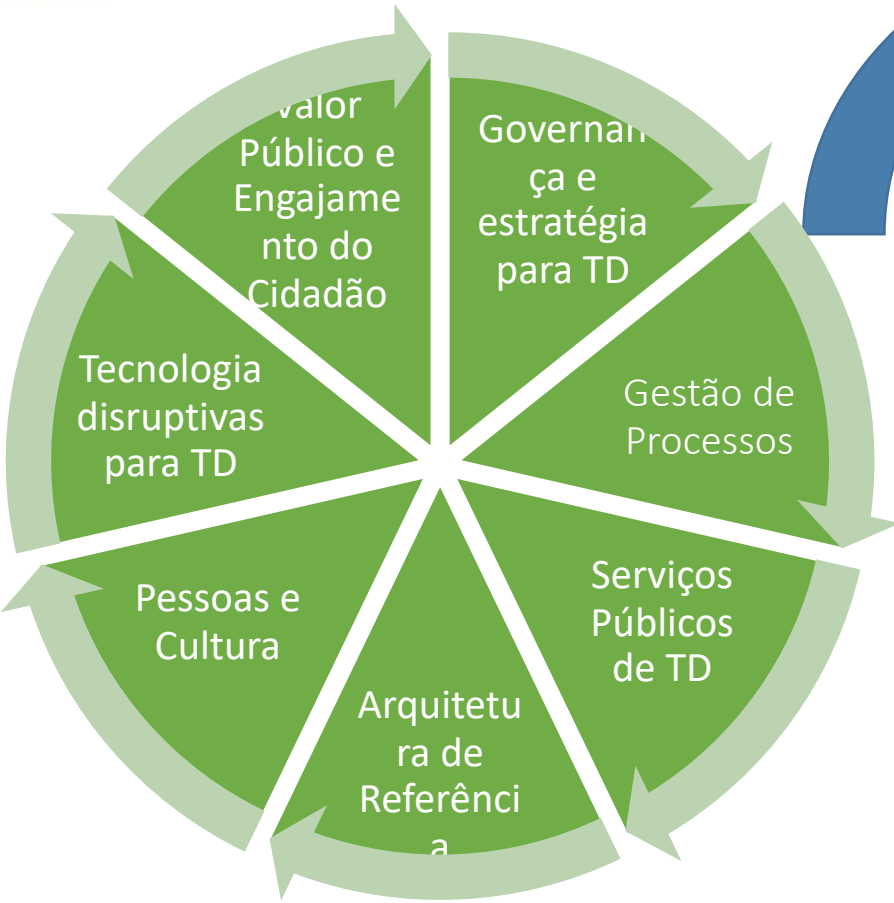 Governan
ça e
estratégia
para TD
Gestão de
Processos
Serviços
Públicos
de TD
Arquitetu
ra de
Referênci
a
Pessoas e
Cultura
Tecnologia
disruptivas
para TD
Valor
Público e
Engajame
nto do
Cidadão